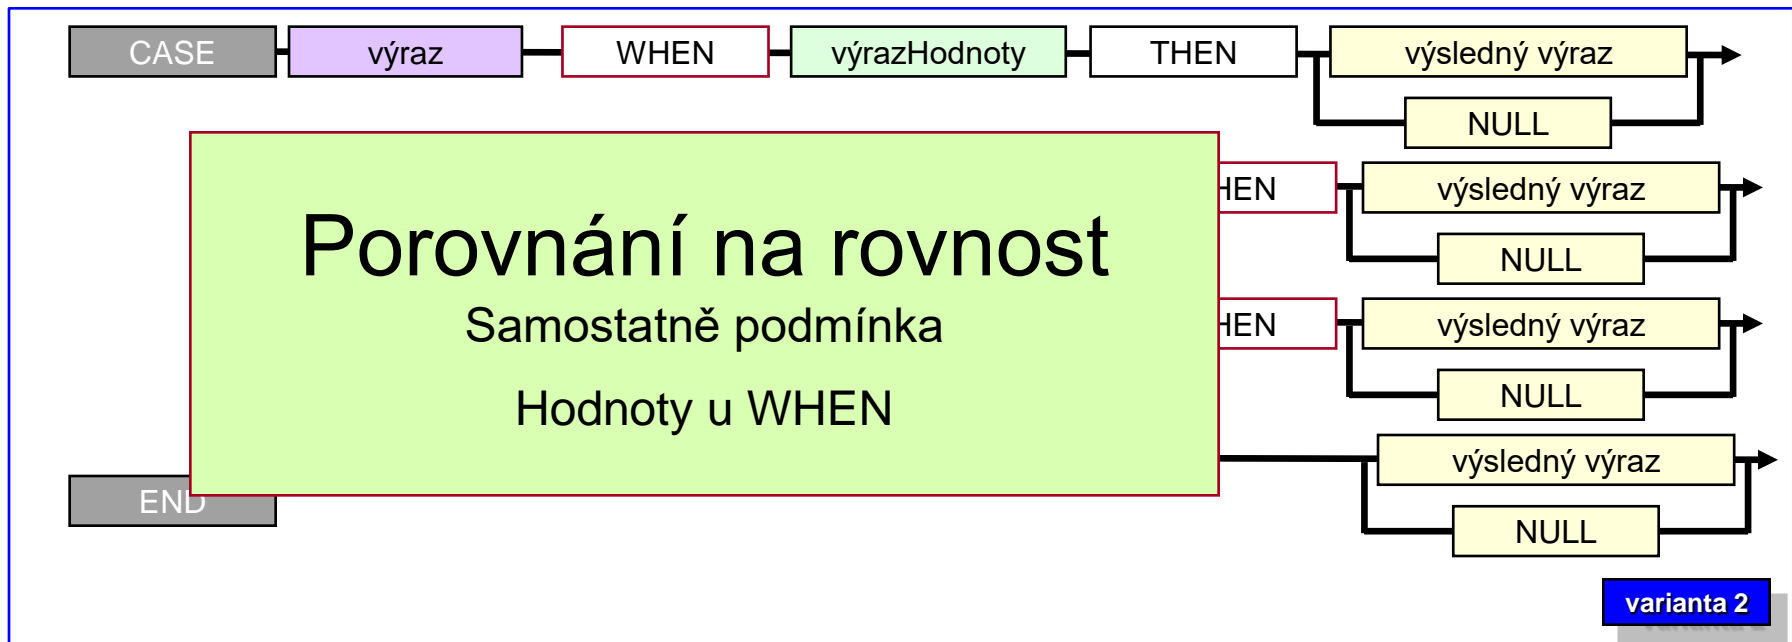 CASE výraz WHEN výrazHodnoty THEN výsledný výraz
NULL
HEN výsledný výraz
NULL
Porovnání na rovnost
Samostatně podmínka
Hodnoty u WHEN
HEN výsledný výraz
NULL
výsledný výraz
END
NULL
varianta 2